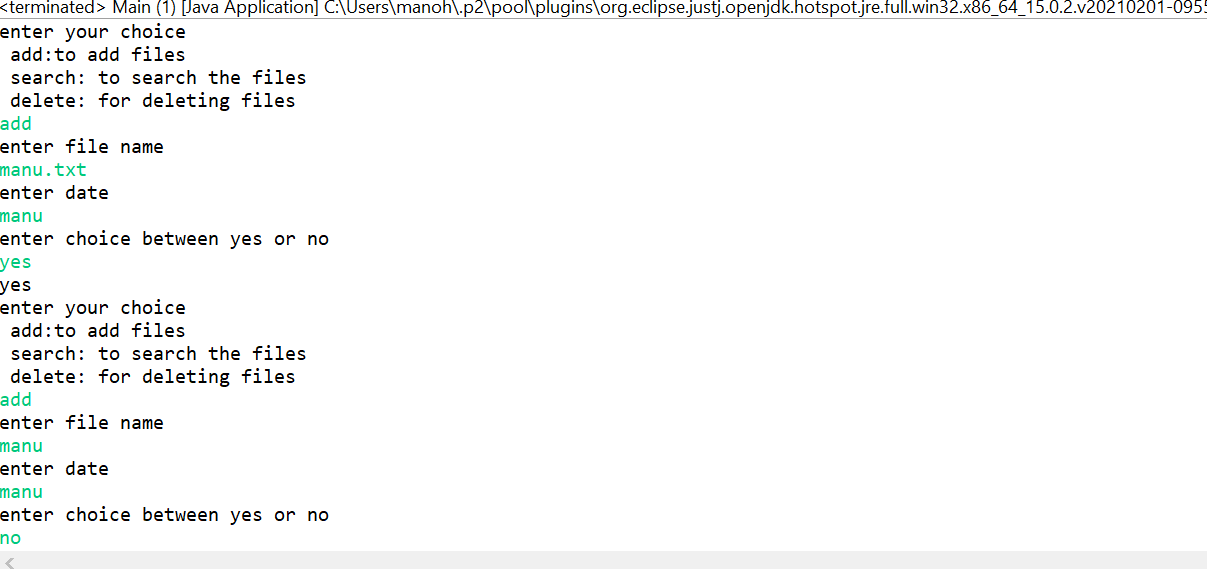 <terminated> Main (1) [Java Application] C:\Users\manoh\.p2\pool\plugins\org.eclipse.justj.openjdk.hotspot.jre.full.win32.x86_64_15.0.2.v20210201-0955
enter your choice
 add:to add files
 search: to search the files
 delete: for deleting files
add
enter file name
manu.txt
enter date
manu
enter choice between yes or no
yes
yes
enter your choice
 add:to add files
 search: to search the files
 delete: for deleting files
add
enter file name
manu
enter date
manu
enter choice between yes or no
no